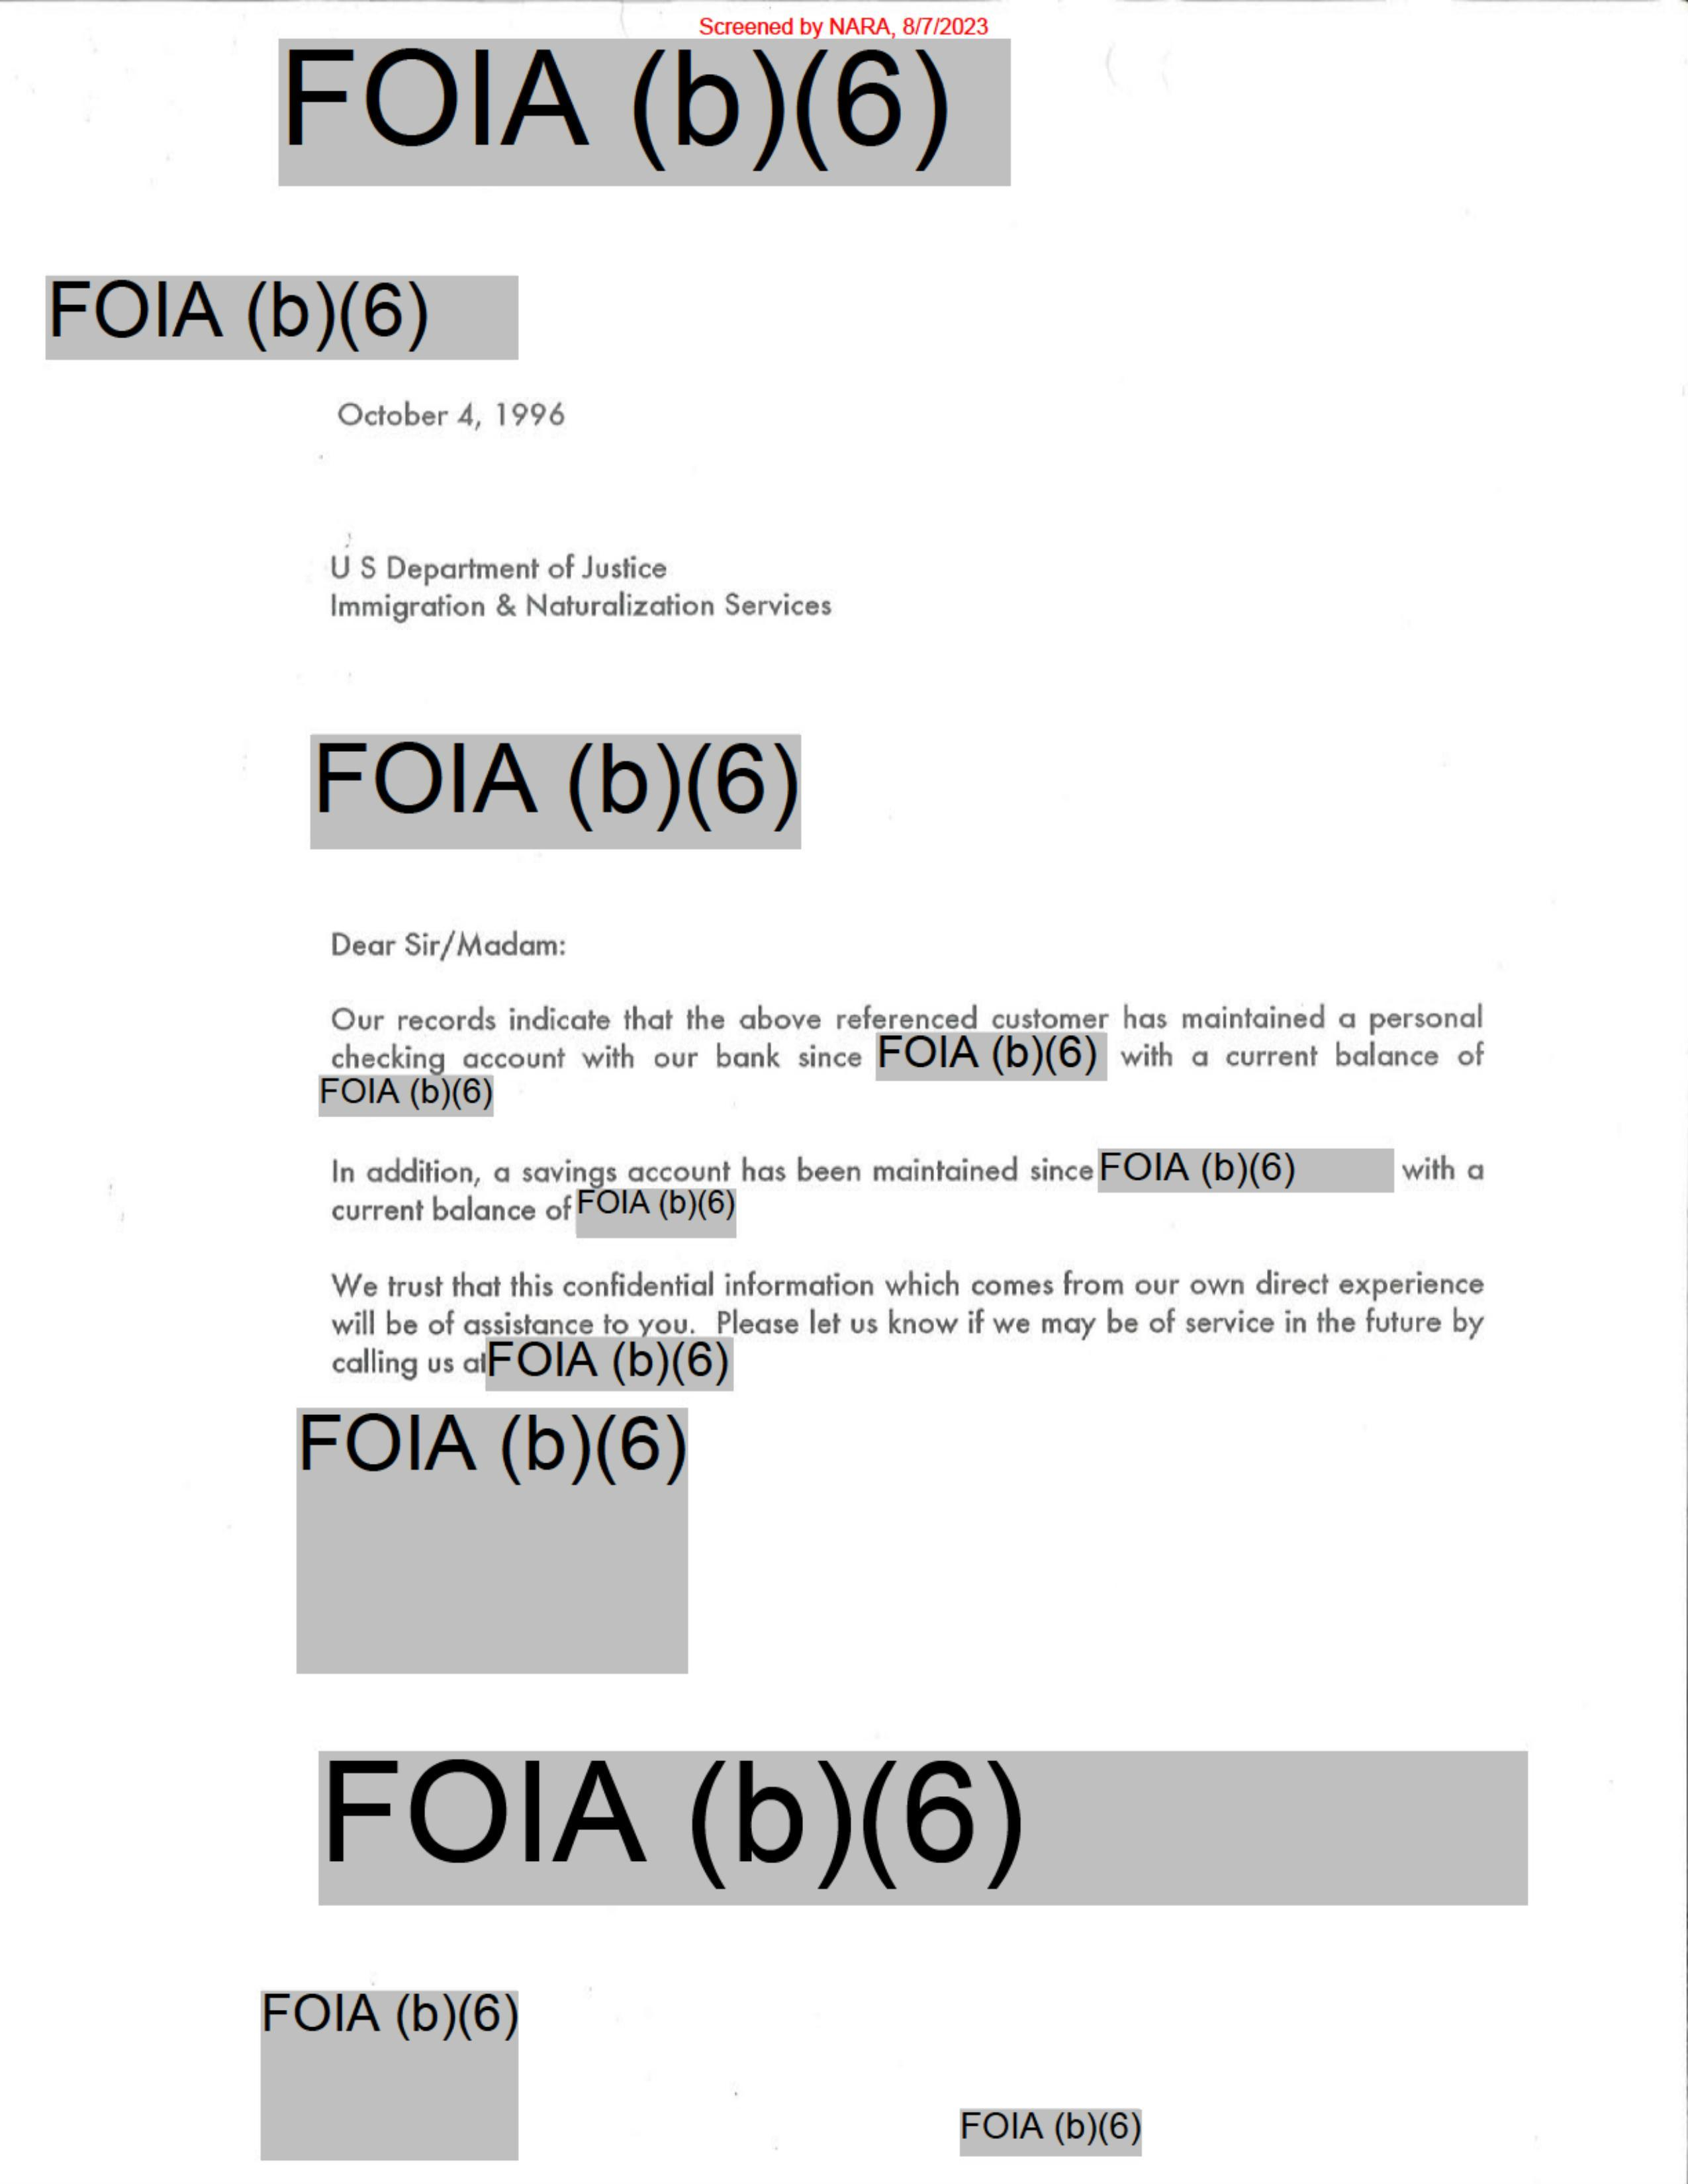 Screened by NARA, 8/7/2023
FOIA (b)(6)
FOIA (b)(6)
October 4, 1996
U S Department of Justice
Immigration & Naturalization Services
FOIA (b)(6)
Dear Sir/Madam:
Our records indicate that the above referenced customer has maintained a personal
checking account with our bank since FOIA (b)(6) with a current balance of
FOIA (b)(6)
In addition, a savings account has been maintained since FOIA (b)(6) with a
current balance of FOIA (b)(6)
We trust that this confidential information which comes from our own direct experience
will be of assistance to you. Please let us know if we may be of service in the future by
calling us at FOIA (b)(6)
FOIA (b)(6)
FOIA (b)(6)
FOIA (b)(6)
FOIA (b)(6)